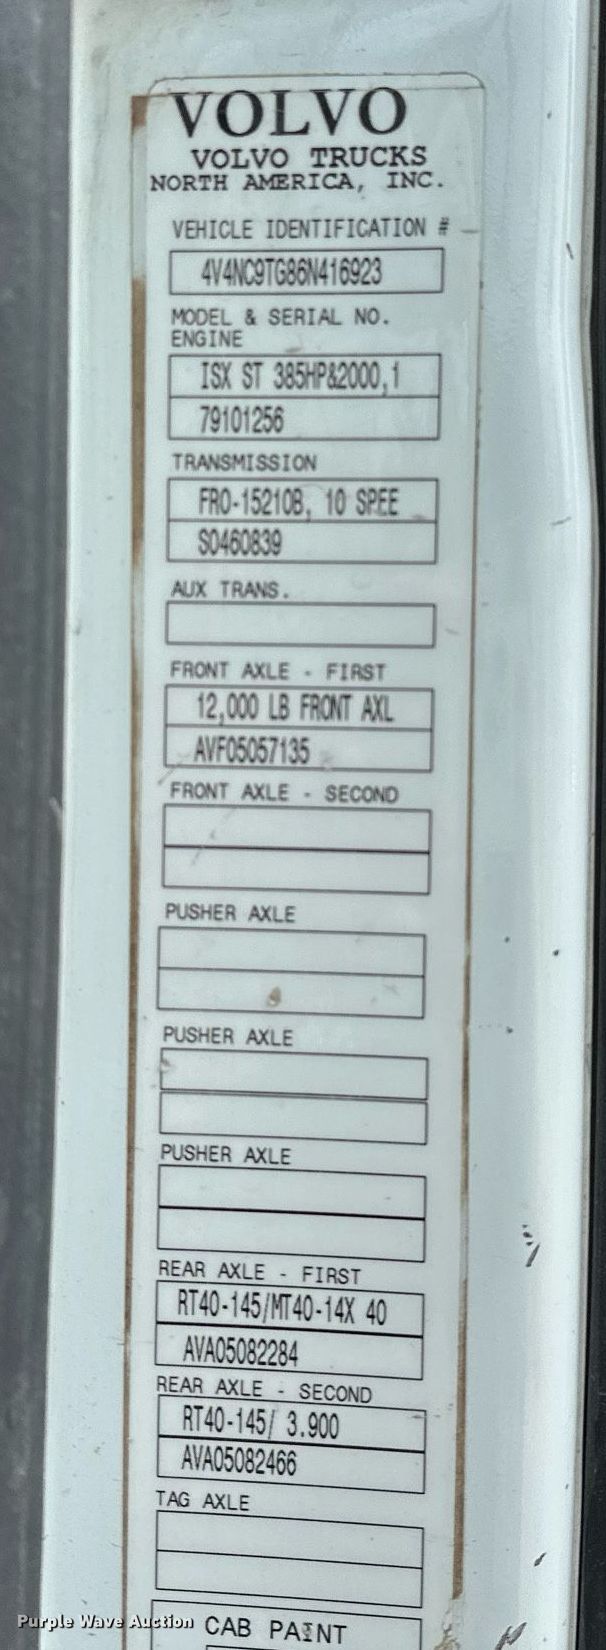 VOLVO
VOLVO TRUCKS
NORTH AMERICA, INC.
VEHICLE IDENTIFICATION #
4V4NC9TG86N416923
MODEL & SERIAL NO.
ENGINE
ISX ST 385HP&2000,1
79101256
TRANSMISSION
FRO-15210B, 10 SPEE
S0460839
AUX TRANS.
FRONT AXLE - FIRST
12,000 LB FRONT AXL
AVF05057135
FRONT AXLE - SECOND
PUSHER AXLE
PUSHER AXLE
PUSHER AXLE
REAR AXLE - FIRST
RT40-145/MT40-14X 40
AVA05082284
REAR AXLE - SECOND
RT40-145/ 3.900
AVA05082466
TAG AXLE
CAB PAINT
Purple Wave Auction